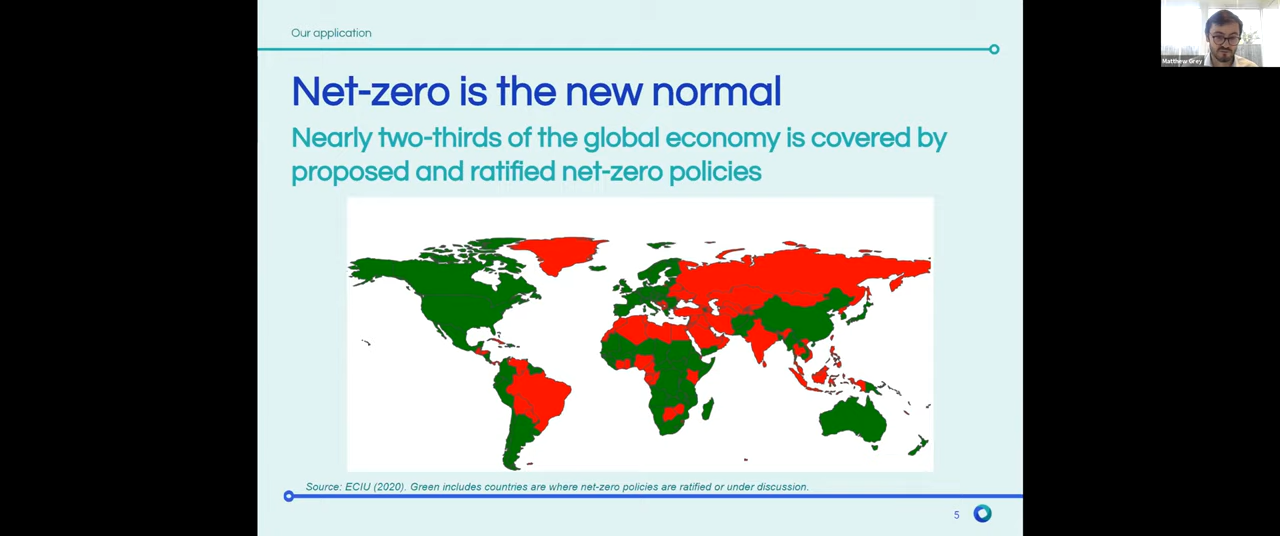 Our application
Matthew Grey
Net-zero is the new normal
Nearly two-thirds of the global economy is covered by
proposed and ratified net-zero policies
Source: ECIU (2020). Green includes countries are where net-zero policies are ratified or under discussion.
5